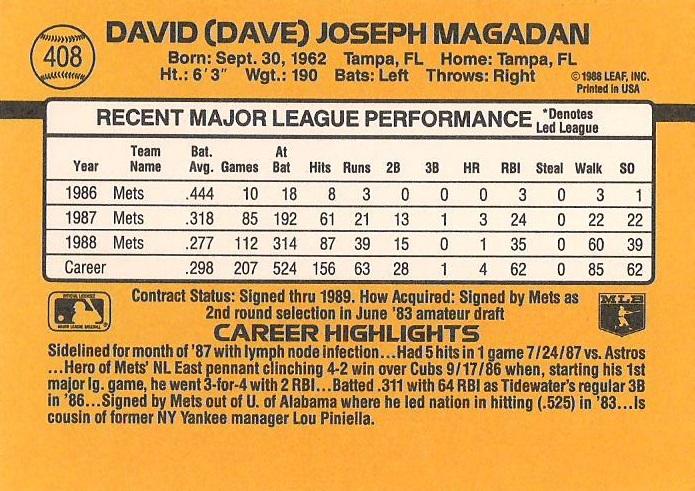 408
DAVID (DAVE) JOSEPH MAGADAN
Born: Sept. 30, 1962 Tampa, FL Home: Tampa, FL
Ht.: 6'3" Wgt.: 190 Bats: Left Throws: Right
© 1988 LEAF, INC.
Printed in USA
RECENT MAJOR LEAGUE PERFORMANCE *Denotes Led League
Year Team Name Bat. Avg. Games At Bat Hits Runs 2B 3B HR RBI Steal Walk SO
1986 Mets .444 10 18 8 3 0 0 0 3 0 3 1
1987 Mets .318 85 192 61 21 13 1 3 24 0 22 22
1988 Mets .277 112 314 87 39 15 0 1 35 0 60 39
Career .298 207 524 156 63 28 1 4 62 0 85 62
Contract Status: Signed thru 1989. How Acquired: Signed by Mets as
2nd round selection in June '83 amateur draft
MLB
CAREER HIGHLIGHTS
Sidelined for month of '87 with lymph node infection...Had 5 hits in 1 game 7/24/87 vs. Astros
...Hero of Mets' NL East pennant clinching 4-2 win over Cubs 9/17/86 when, starting his 1st
major lg. game, he went 3-for-4 with 2 RBI...Batted .311 with 64 RBI as Tidewater's regular 3B
in '86...Signed by Mets out of U. of Alabama where he led nation in hitting (.525) in '83...Is
cousin of former NY Yankee manager Lou Piniella.